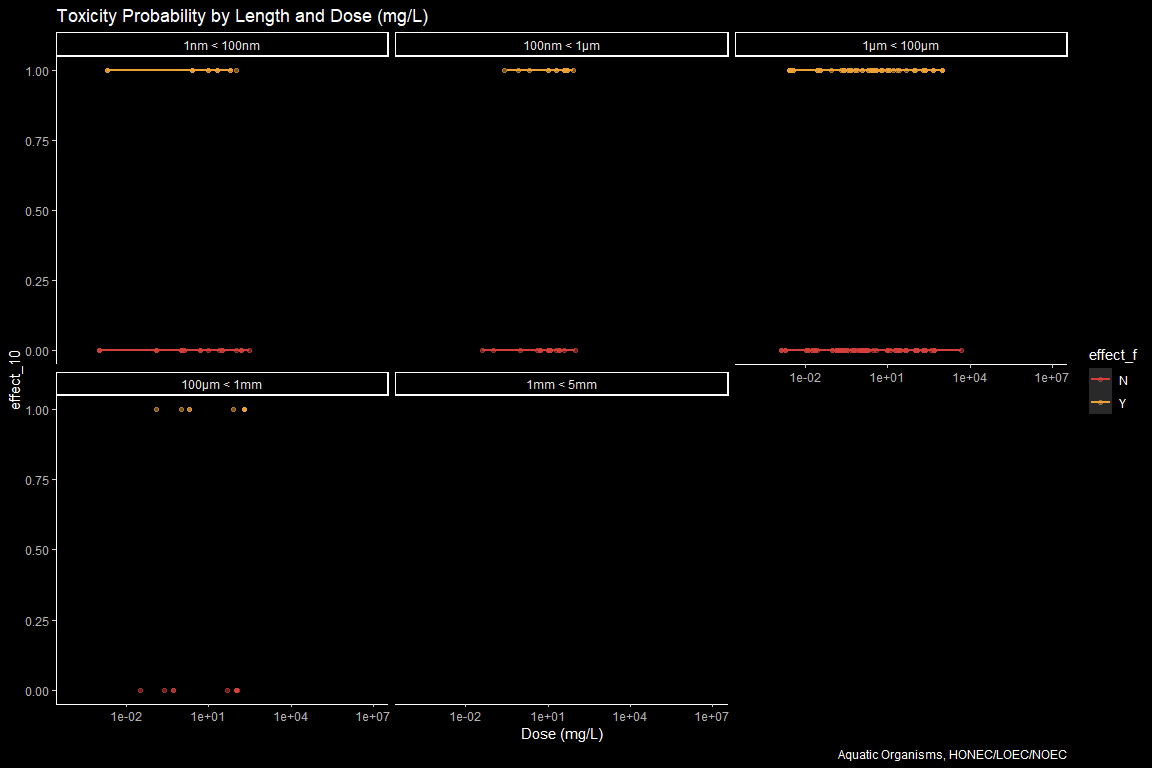 Toxicity Probability by Length and Dose (mg/L)
1nm < 100nm
100nm < 1µm
1µm < 100µm
1.00
0.75
0.50
0.25
0.00
1e-02
1e+01
1e+04
1e+07
effect_10
100µm < 1mm
1mm < 5mm
1.00
0.75
0.50
0.25
0.00
1e-02
1e+01
1e+04
1e+07
1e-02
1e+01
1e+04
1e+07
Dose (mg/L)
effect_f
N
Y
Aquatic Organisms, HONEC/LOEC/NOEC